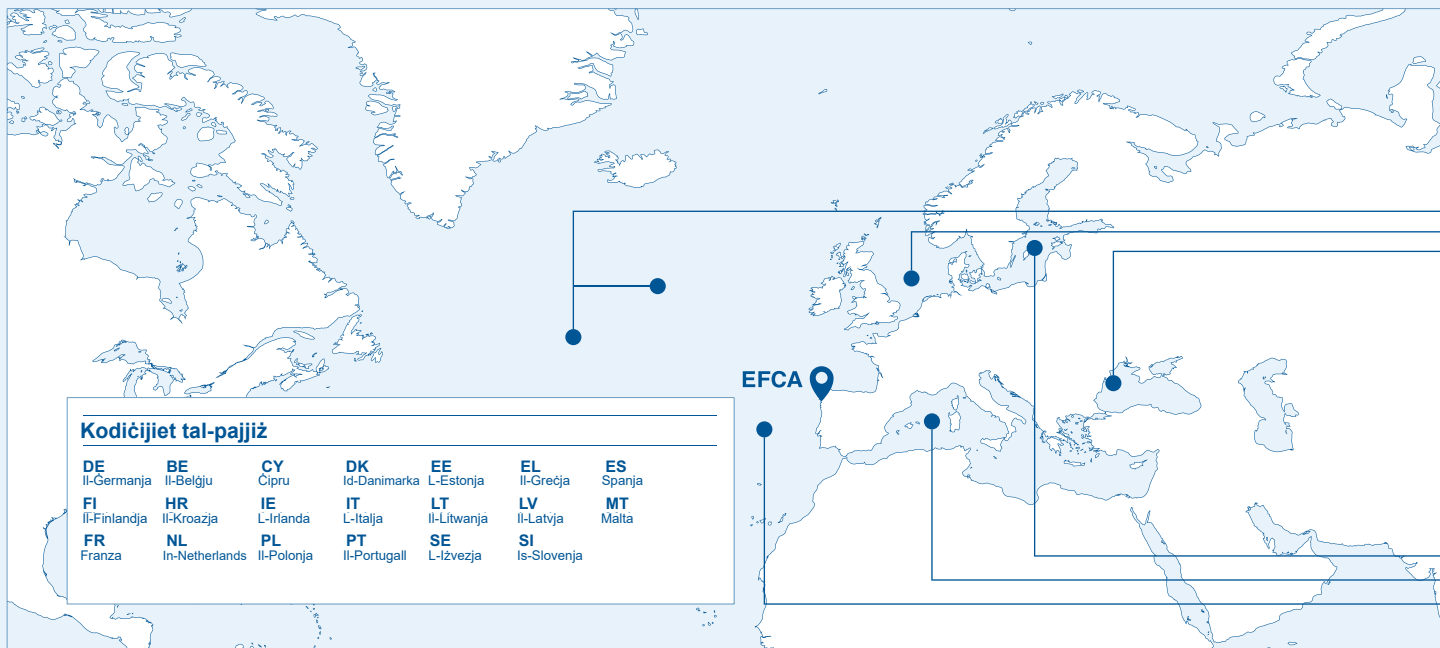 EFCA
Kodiċijiet tal-pajjiż
DE BE CY DK EE EL ES
Il-Ġermanja Il-Belġju Ċipru Id-Danimarka L-Estonja Il-Greċja Spanja
FI HR IE IT LT LV MT
Il-Finlandja Il-Kroazja L-Irlanda L-Italja Il-Litwanja Il-Latvja Malta
FR NL PL PT SE SI
Franza In-Netherlands Il-Polonja Il-Portugall L-Iżvezja Is-Slovenja